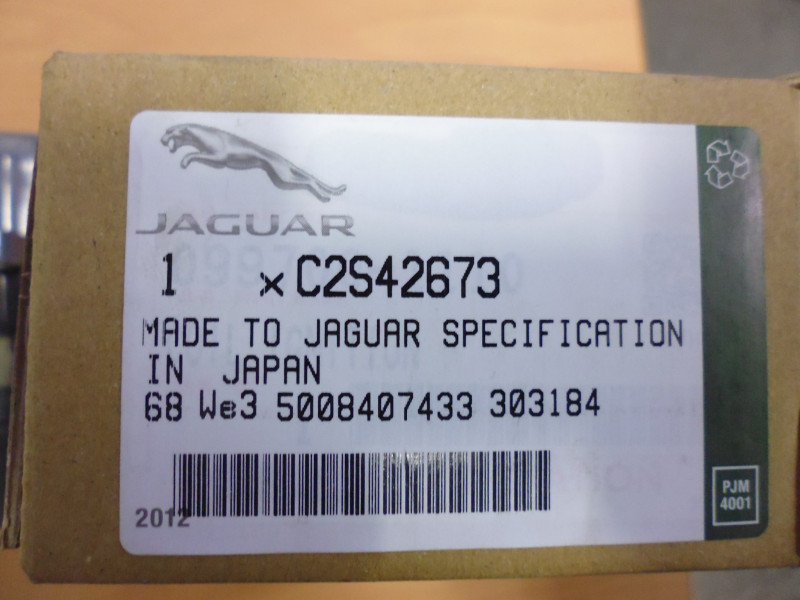 JAGUAR
1 x C2S42673
MADE TO JAGUAR SPECIFICATION
IN JAPAN
68 We3 5008407433 303184
2012
PJM
4001